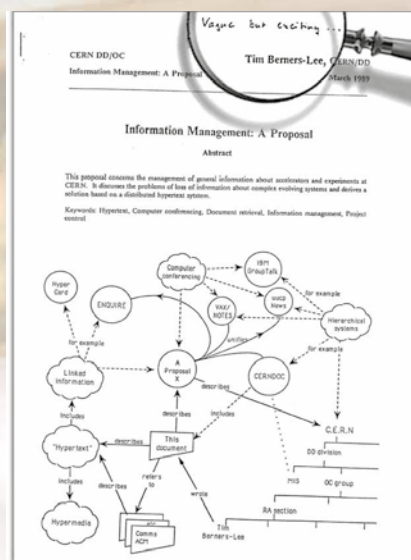 Vague but exciting ...
CERN DD/OC
Tim Berners-Lee, CERN/DD
Information Management: A Proposal
March 1989
Information Management: A Proposal
Abstract
This proposal concerns the management of general information about accelerators and experiments at
CERN. It discusses the problems of loss of information about complex evolving systems and derives a
solution based on a distributed hypertext system.
Keywords: Hypertext, Computer conferencing, Document retrieval, Information management, Project
control
Computer
conferencing
IBM
GroupTalk
Hyper
Card
ENQUIRE
VAX/
NOTES
uucp
News
for example
Hierarchical
systems
for example
unifies
Linked
information
A
Proposal
X
CERNDOC
for example
describes
includes
describes
includes
C.E.R.N
"Hypertext"
describes
This
document
DD division
includes
describes
refers
to
MIS
OC group
wrote
RA section
Hypermedia
Comms
ACM
Tim
Berners-Lee